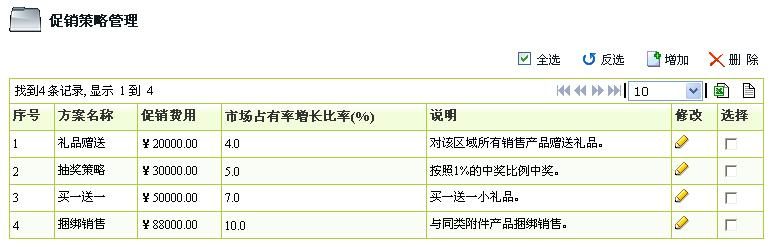 促销策略管理
全选 反选 增加 删 除
找到4 条记录, 显示 1 到 4 10
序号 方案名称 促销费用 市场占有率增长比率(%) 说明 修改 选择
1 礼品赠送 ￥20000.00 4.0 对该区域所有销售产品赠送礼品。
2 抽奖策略 ￥30000.00 5.0 按照1%的中奖比例中奖。
3 买一送一 ￥50000.00 7.0 买一送一小礼品。
4 捆绑销售 ￥88000.00 10.0 与同类附件产品捆绑销售。